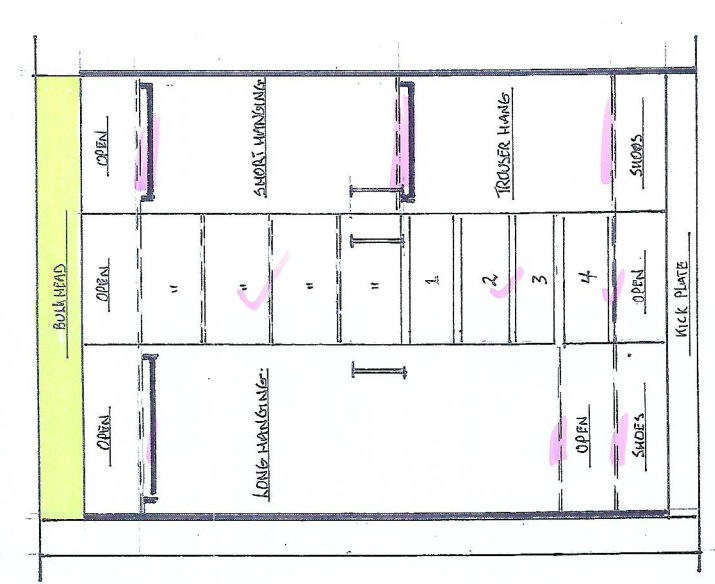 BULKHEAD
OPEN
OPEN
OPEN
LONG HANGING.
"
"
"
"
1
2
3
4
SHORT HANGING
TROUSER HANG
OPEN
SHOES
OPEN
SHOES
KICK PLATE